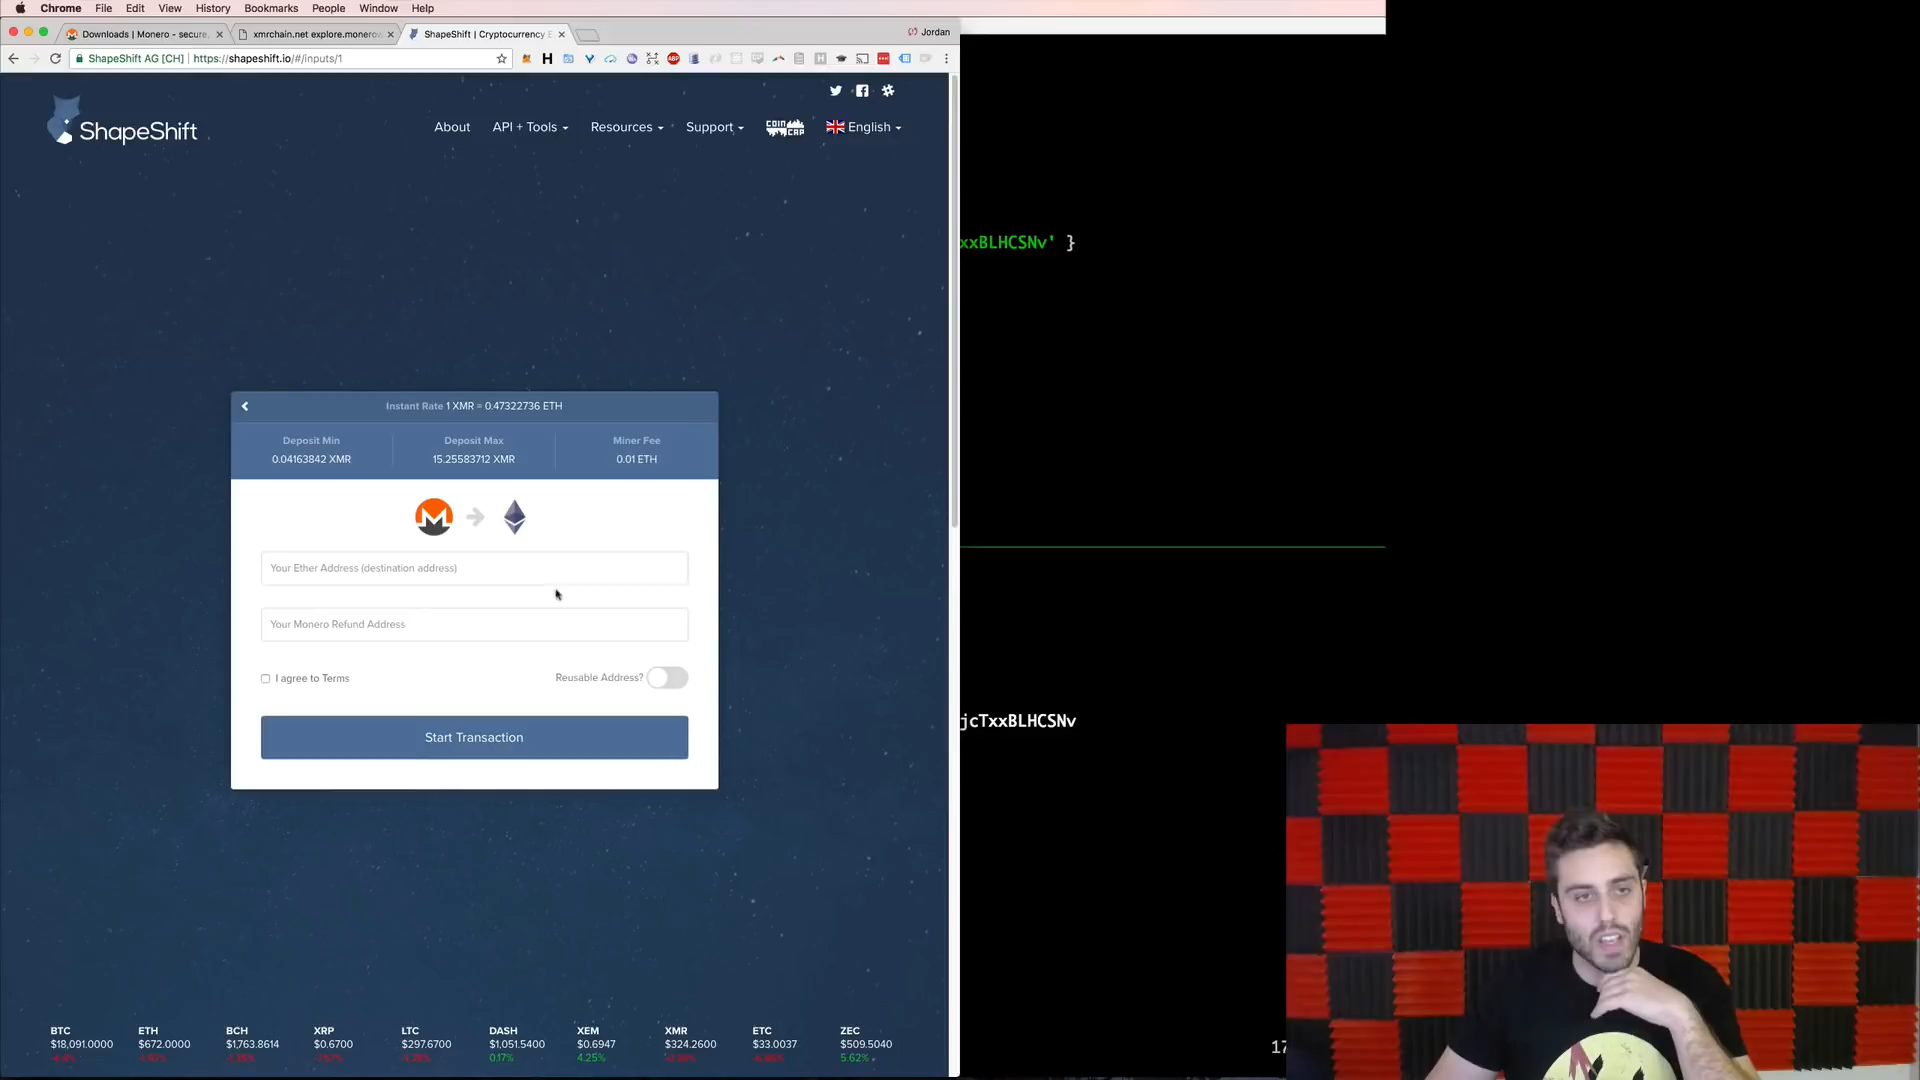 Chrome File Edit View History Bookmarks People Window Help
Downloads | Monero - secure,
xmrchain.net explore.monerow
ShapeShift | Cryptocurrency E
Jordan
ShapeShift AG [CH] https://shapeshift.io/#/inputs/1
ShapeShift
About API + Tools Resources Support COIN CAP English
Instant Rate 1 XMR = 0.47322736 ETH
Deposit Min Deposit Max Miner Fee
0.04163842 XMR 15.25583712 XMR 0.01 ETH
Your Ether Address (destination address)
Your Monero Refund Address
I agree to Terms Reusable Address?
Start Transaction
BTC ETH BCH XRP LTC DASH XEM XMR ETC ZEC
$18,091.0000 $672.0000 $1,763.8614 $0.6700 $297.6700 $1,051.5400 $0.6947 $324.2600 $33.0037 $509.5040
0.17% 4.25% 5.62%
xxBLHCSNv' }
jcTxxBLHCSNv
17